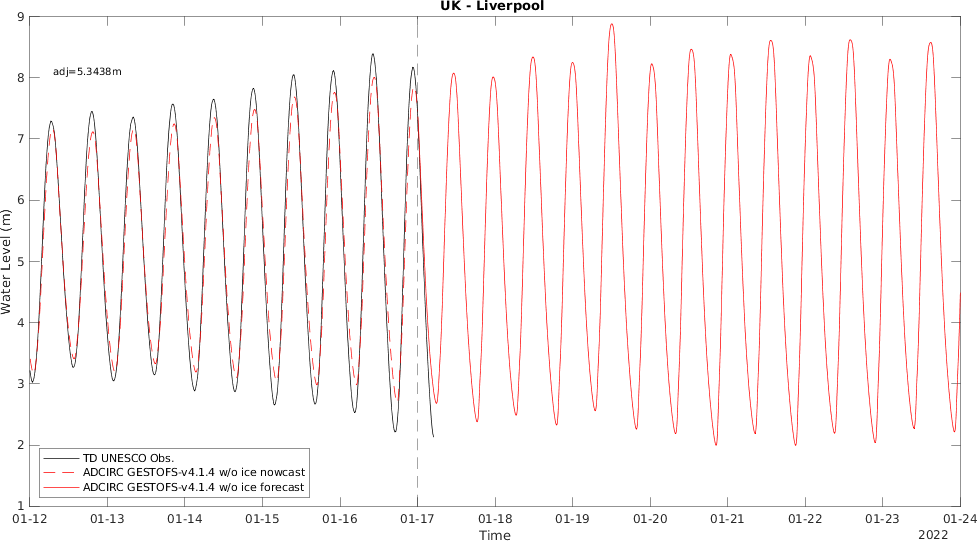 UK - Liverpool
9
8
7
6
5
4
3
2
1
Water Level (m)
adj=5.3438m
TD UNESCO Obs.
ADCIRC GESTOFS-v4.1.4 w/o ice nowcast
ADCIRC GESTOFS-v4.1.4 w/o ice forecast
01-12 01-13 01-14 01-15 01-16 01-17 01-18 01-19 01-20 01-21 01-22 01-23 01-24
Time
2022